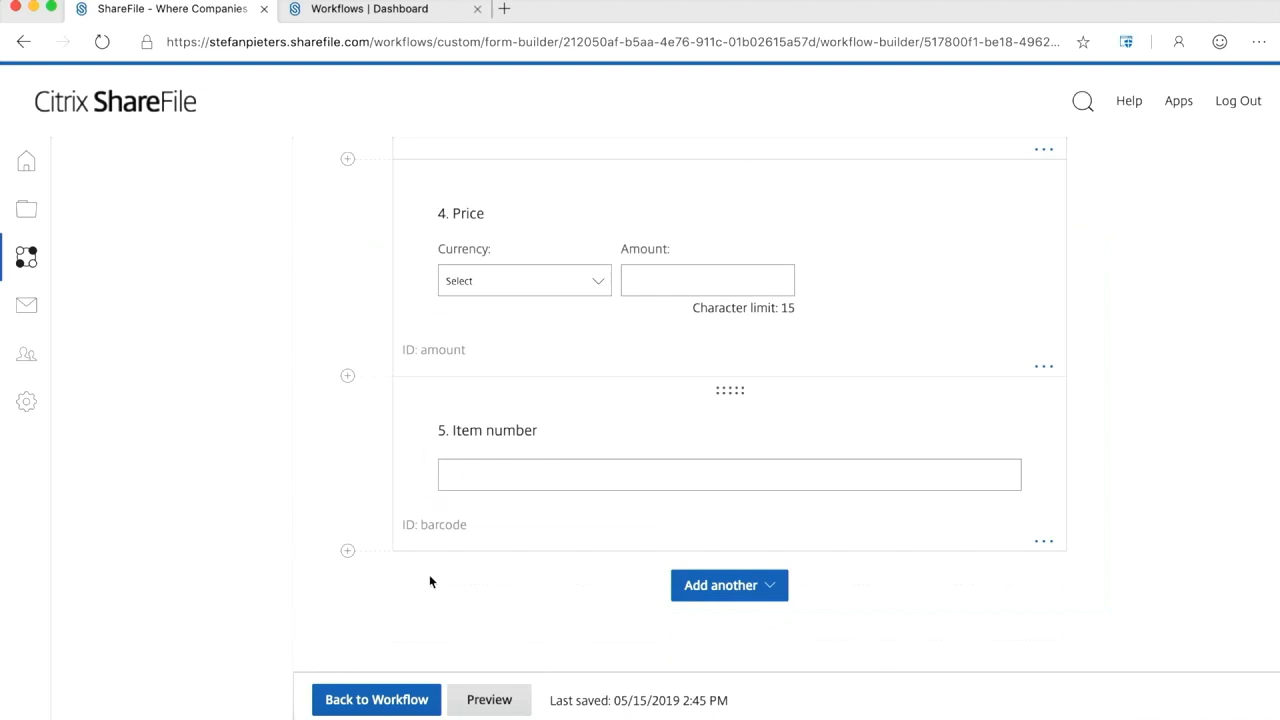 ShareFile - Where Companies
Workflows | Dashboard
https://stefanpieters.sharefile.com/workflows/custom/form-builder/212050af-b5aa-4e76-911c-01b02615a57d/workflow-builder/517800f1-be18-4962...
Citrix ShareFile
Help Apps Log Out
4. Price
Currency: Amount:
Select
Character limit: 15
ID: amount
5. Item number
ID: barcode
Add another
Back to Workflow Preview Last saved: 05/15/2019 2:45 PM